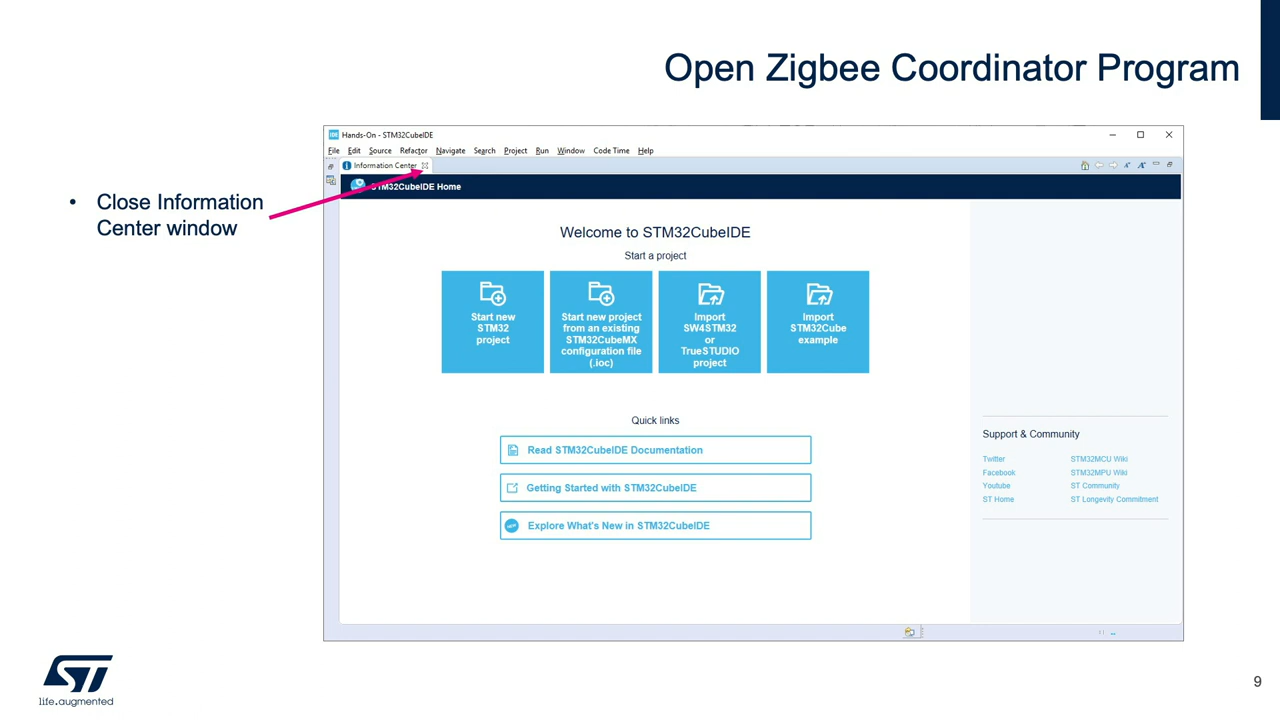 Open Zigbee Coordinator Program
• Close Information
Center window
IDE Hands-On - STM32CubeIDE
File Edit Source Refactor Navigate Search Project Run Window Code Time Help
Information Center
STM32CubeIDE Home
Welcome to STM32CubeIDE
Start a project
Start new
STM32
project
Start new project
from an existing
STM32CubeMX
configuration file
(.ioc)
Import
SW4STM32
or
TrueSTUDIO
project
Import
STM32Cube
example
Quick links
Read STM32CubeIDE Documentation
Getting Started with STM32CubeIDE
NEW Explore What's New in STM32CubeIDE
Support & Community
Twitter STM32MCU Wiki
Facebook STM32MPU Wiki
Youtube ST Community
ST Home ST Longevity Commitment
ST
life.augmented
9